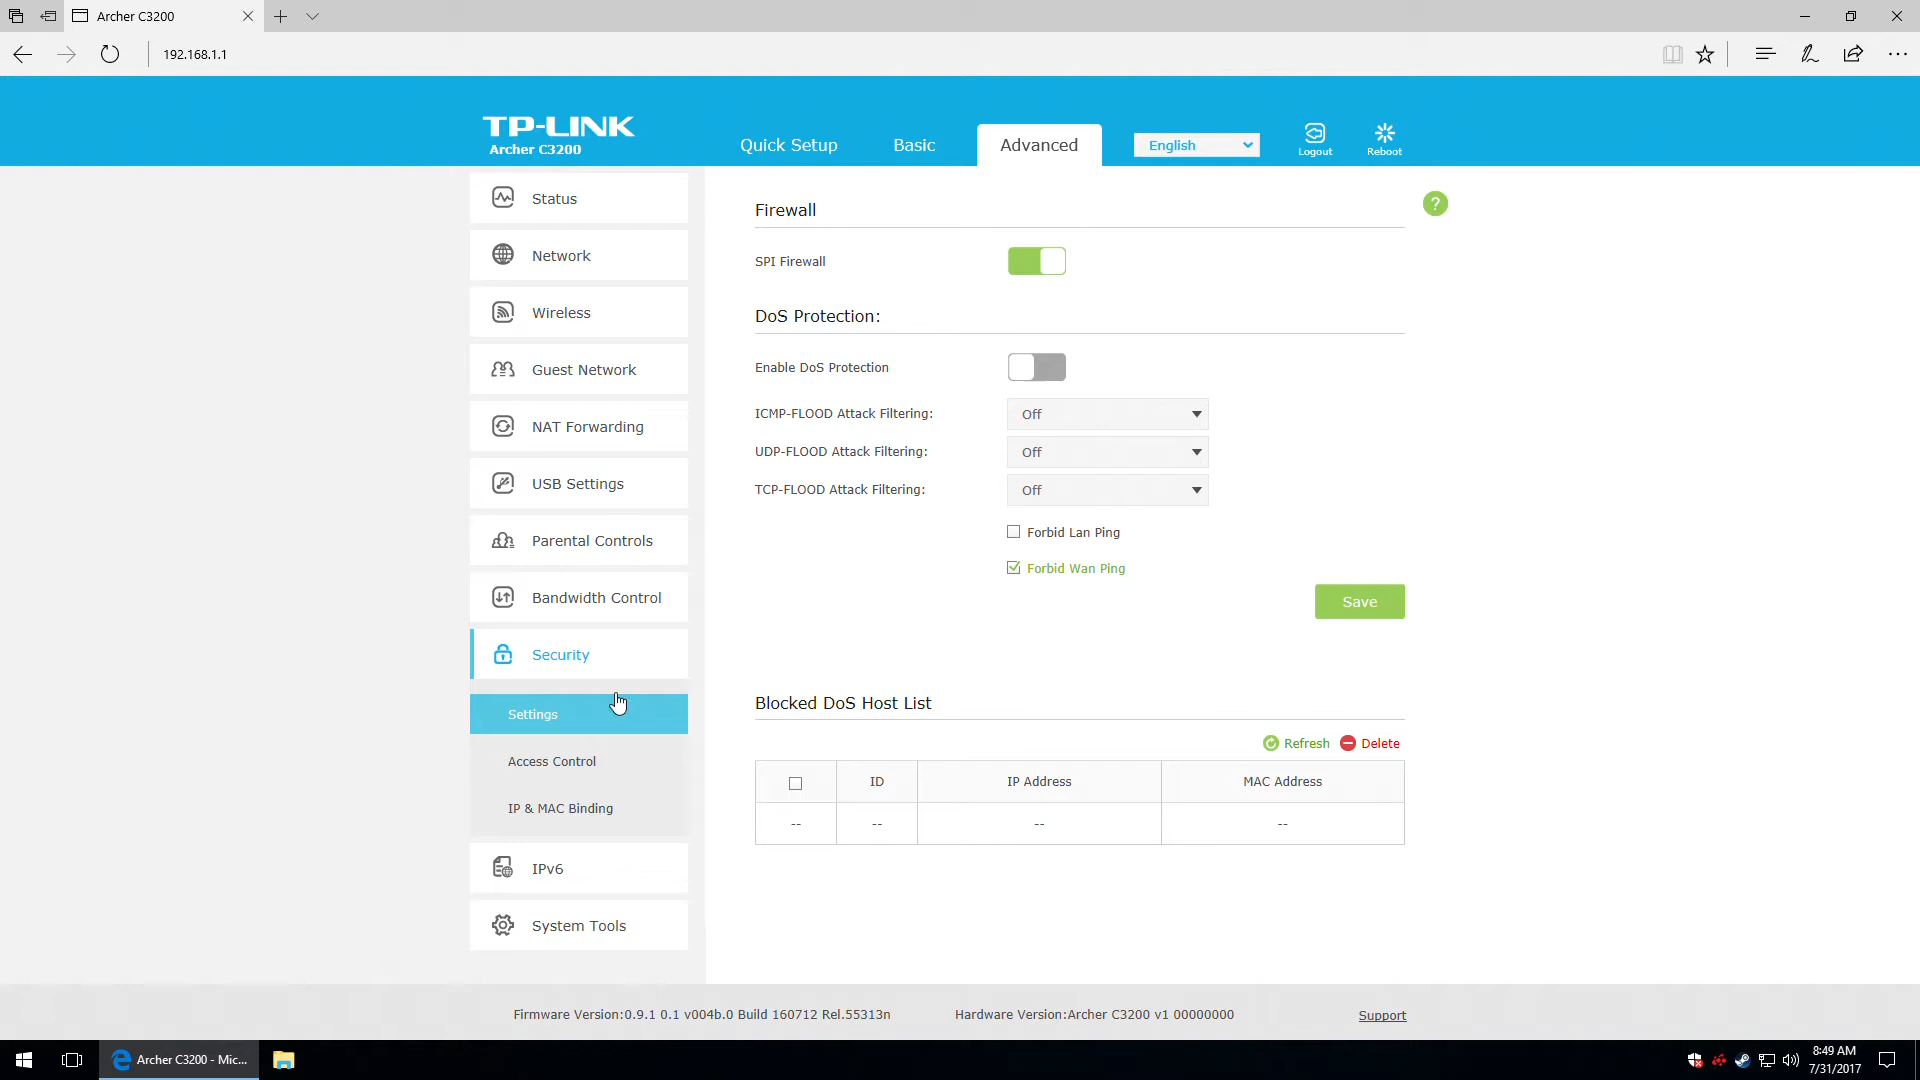 Archer C3200
192.168.1.1
TP-LINK
Archer C3200
Quick Setup
Basic
Advanced
English
Logout
Reboot
Status
Network
Wireless
Guest Network
NAT Forwarding
USB Settings
Parental Controls
Bandwidth Control
Security
Settings
Access Control
IP & MAC Binding
IPv6
System Tools
Firewall
?
SPI Firewall
DoS Protection:
Enable DoS Protection
ICMP-FLOOD Attack Filtering: Off
UDP-FLOOD Attack Filtering: Off
TCP-FLOOD Attack Filtering: Off
Forbid Lan Ping
Forbid Wan Ping
Save
Blocked DoS Host List
Refresh Delete
ID IP Address MAC Address
-- -- -- --
Firmware Version:0.9.1 0.1 v004b.0 Build 160712 Rel.55313n Hardware Version:Archer C3200 v1 00000000 Support
Archer C3200 - Mic...
8:49 AM
7/31/2017